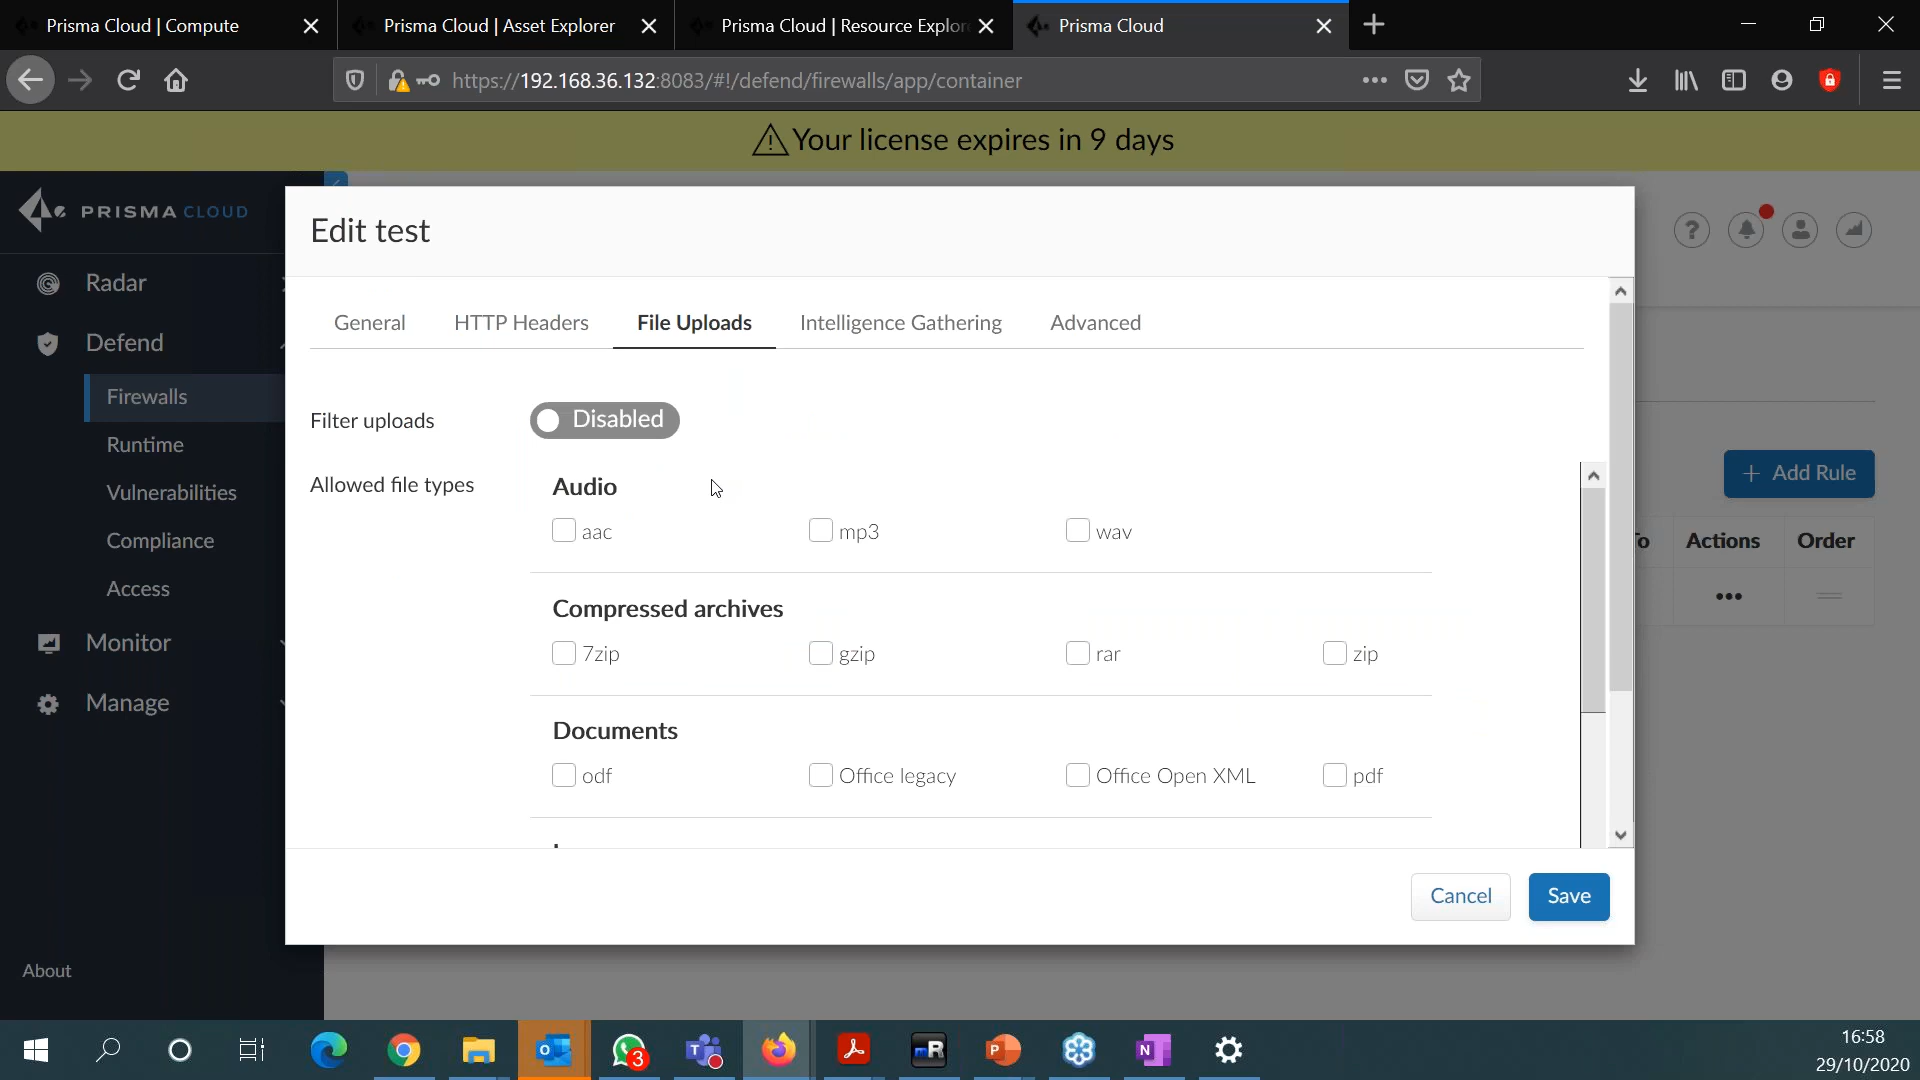 Prisma Cloud | Compute
Prisma Cloud | Asset Explorer
Prisma Cloud | Resource Explor
Prisma Cloud
https://192.168.36.132:8083/#!/defend/firewalls/app/container
Your license expires in 9 days
PRISMA CLOUD
Radar
Defend
Firewalls
Runtime
Vulnerabilities
Compliance
Access
Monitor
Manage
About
Edit test
General
HTTP Headers
File Uploads
Intelligence Gathering
Advanced
Filter uploads
Disabled
Allowed file types
Audio
aac
mp3
wav
Compressed archives
7zip
gzip
rar
zip
Documents
odf
Office legacy
Office Open XML
pdf
Cancel
Save
+ Add Rule
Actions
Order
3
16:58
29/10/2020